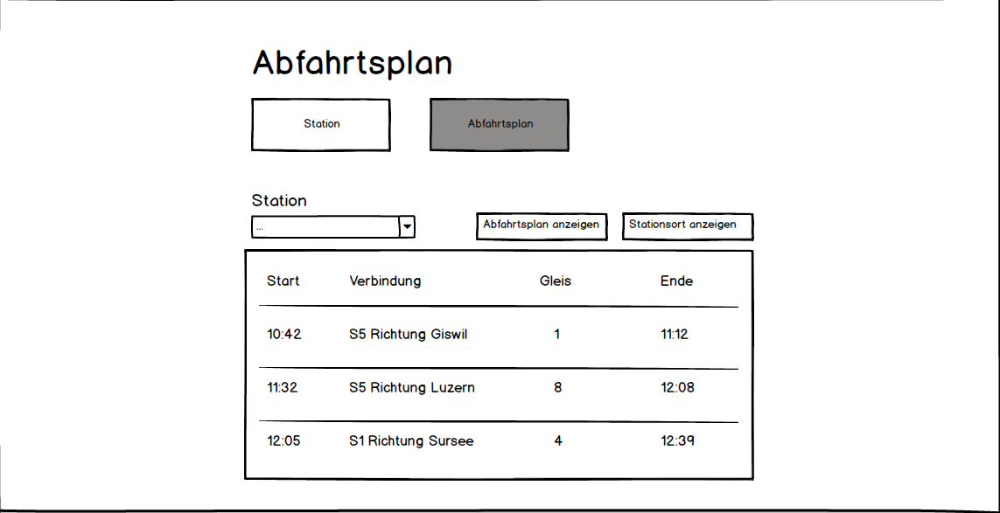 Abfahrtsplan
Station Abfahrtsplan
Station
... Abfahrtsplan anzeigen Stationsort anzeigen
Start Verbindung Gleis Ende
10:42 S5 Richtung Giswil 1 11:12
11:32 S5 Richtung Luzern 8 12:08
12:05 S1 Richtung Sursee 4 12:39